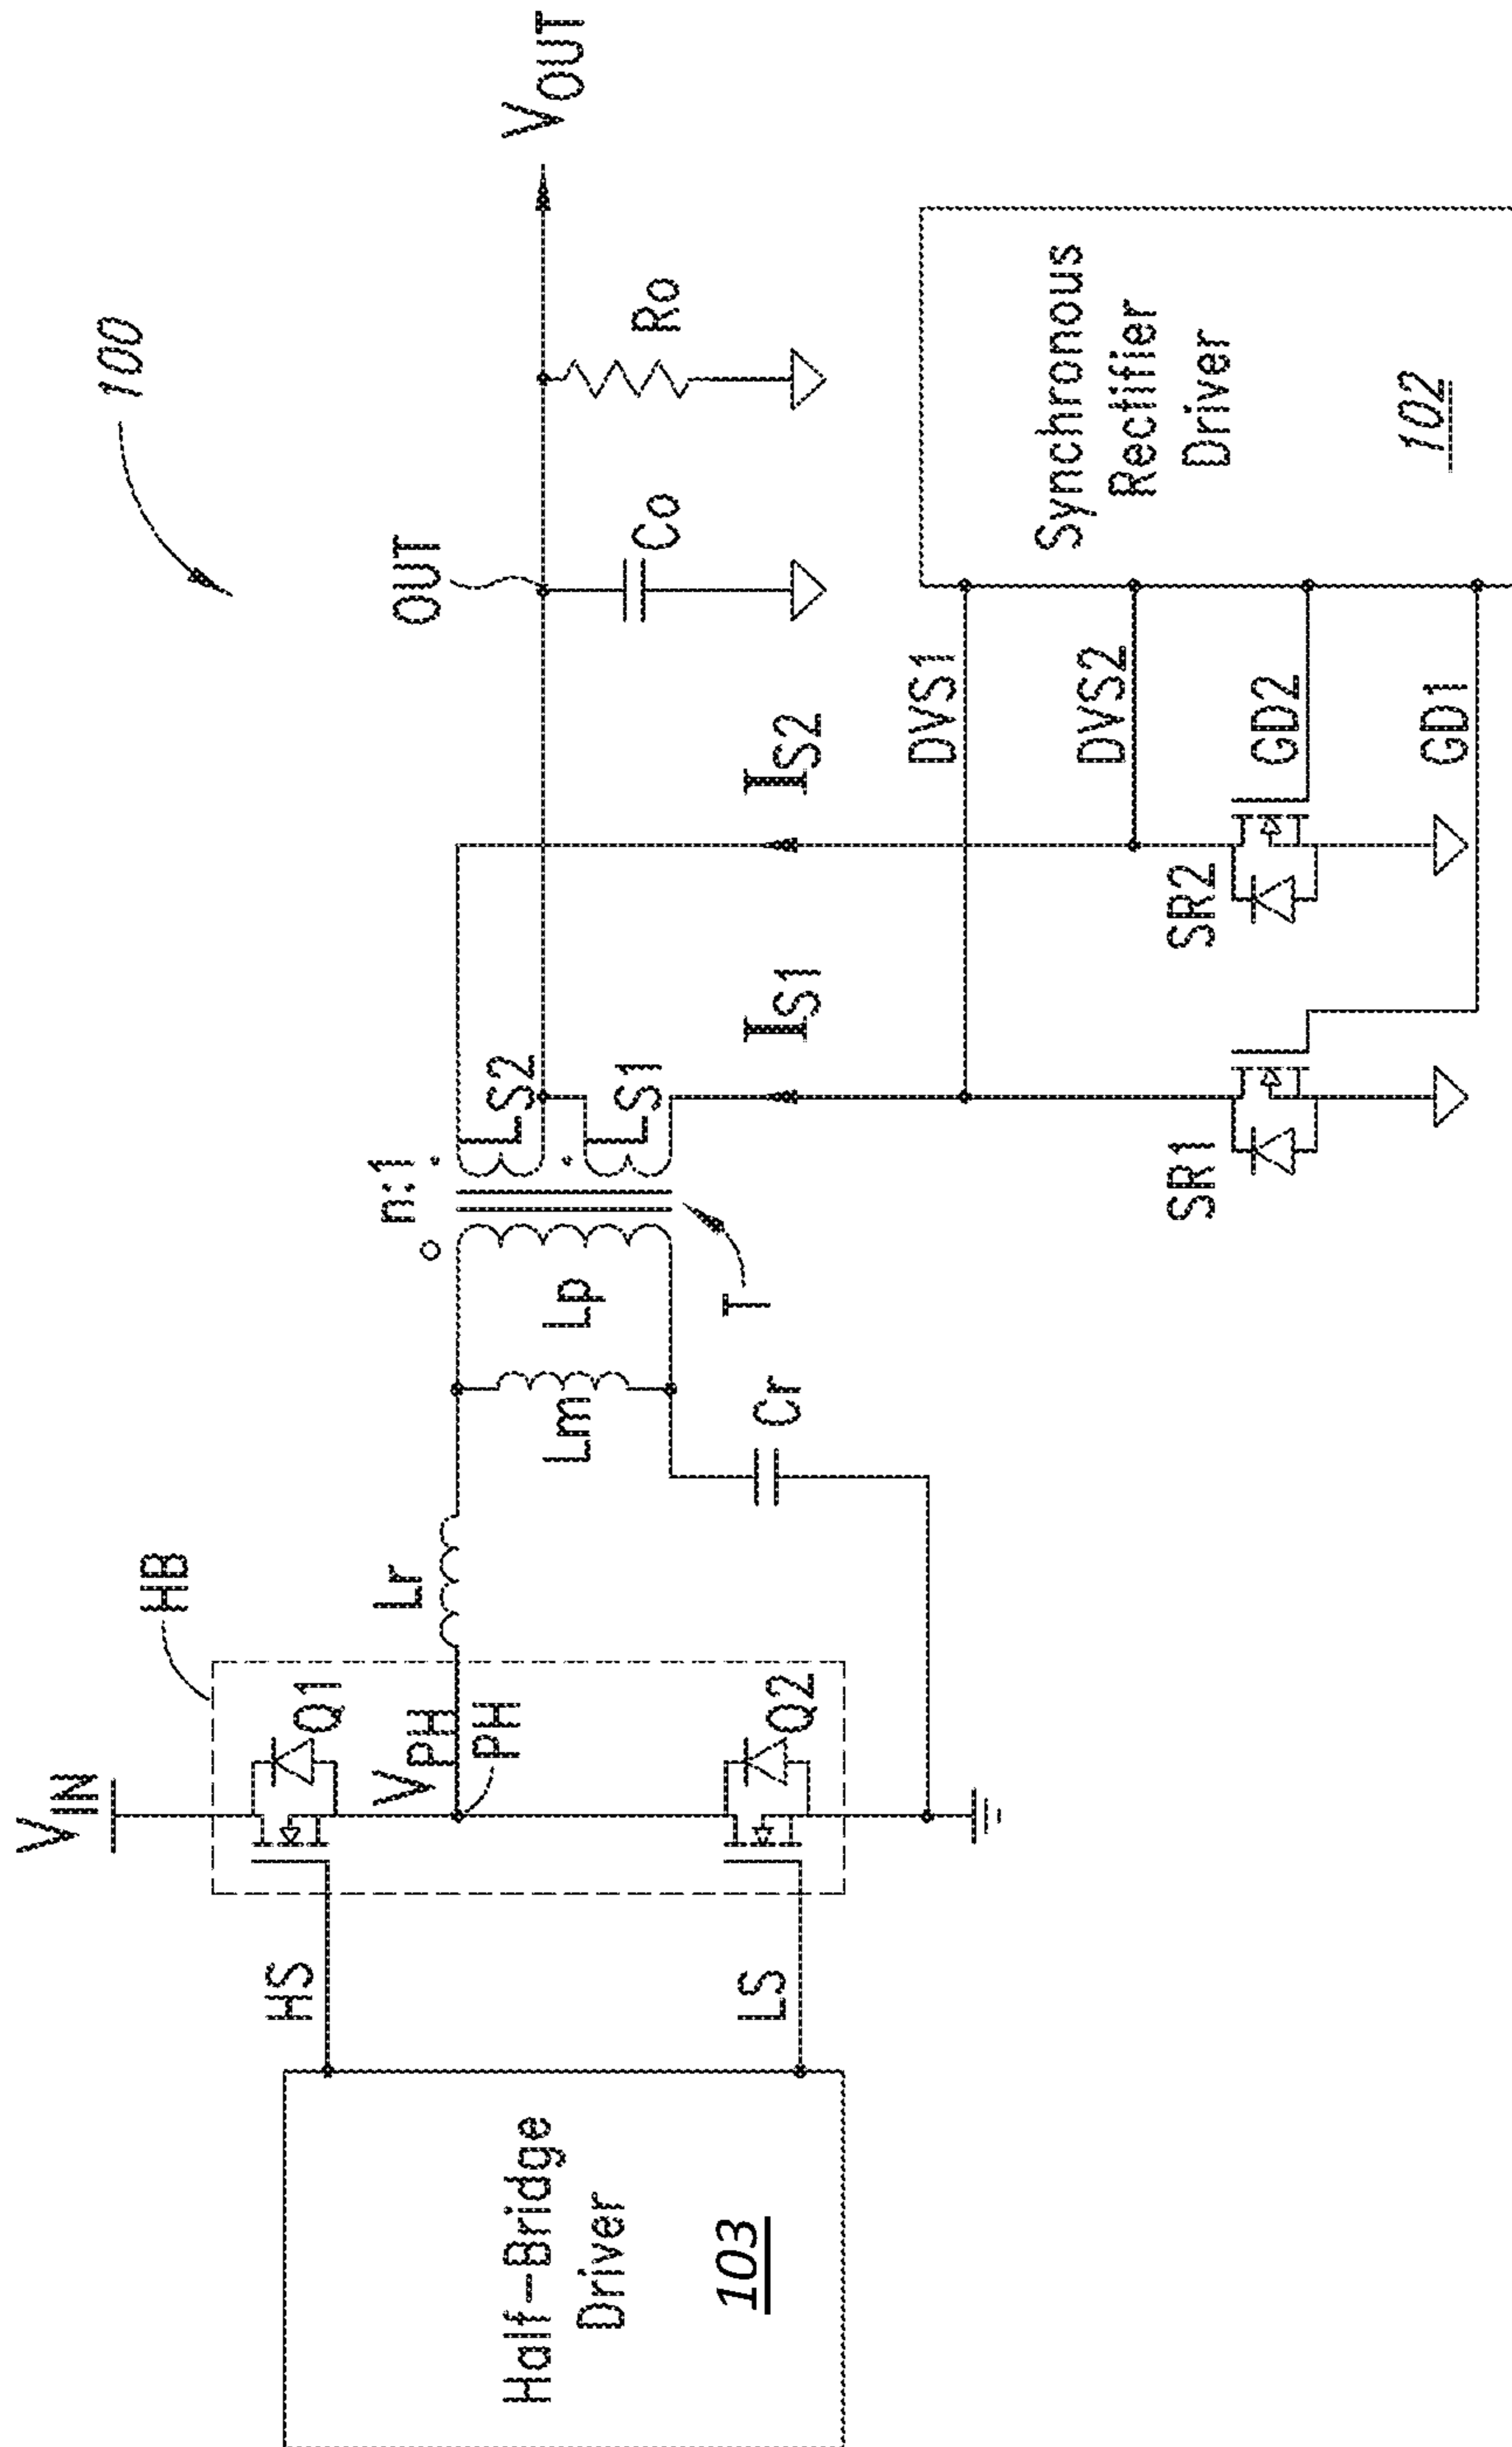 100
VIN
HB
HS
Q1
VPH
PH
Lr
n:1
LS2
OUT
VOUT
Half-Bridge
Driver
103
Lm
Lp
LS1
Co
Ro
LS
Q2
Cr
T
IS1
IS2
DVS1
DVS2
GD2
GD1
SR1
SR2
Synchronous
Rectifier
Driver
102